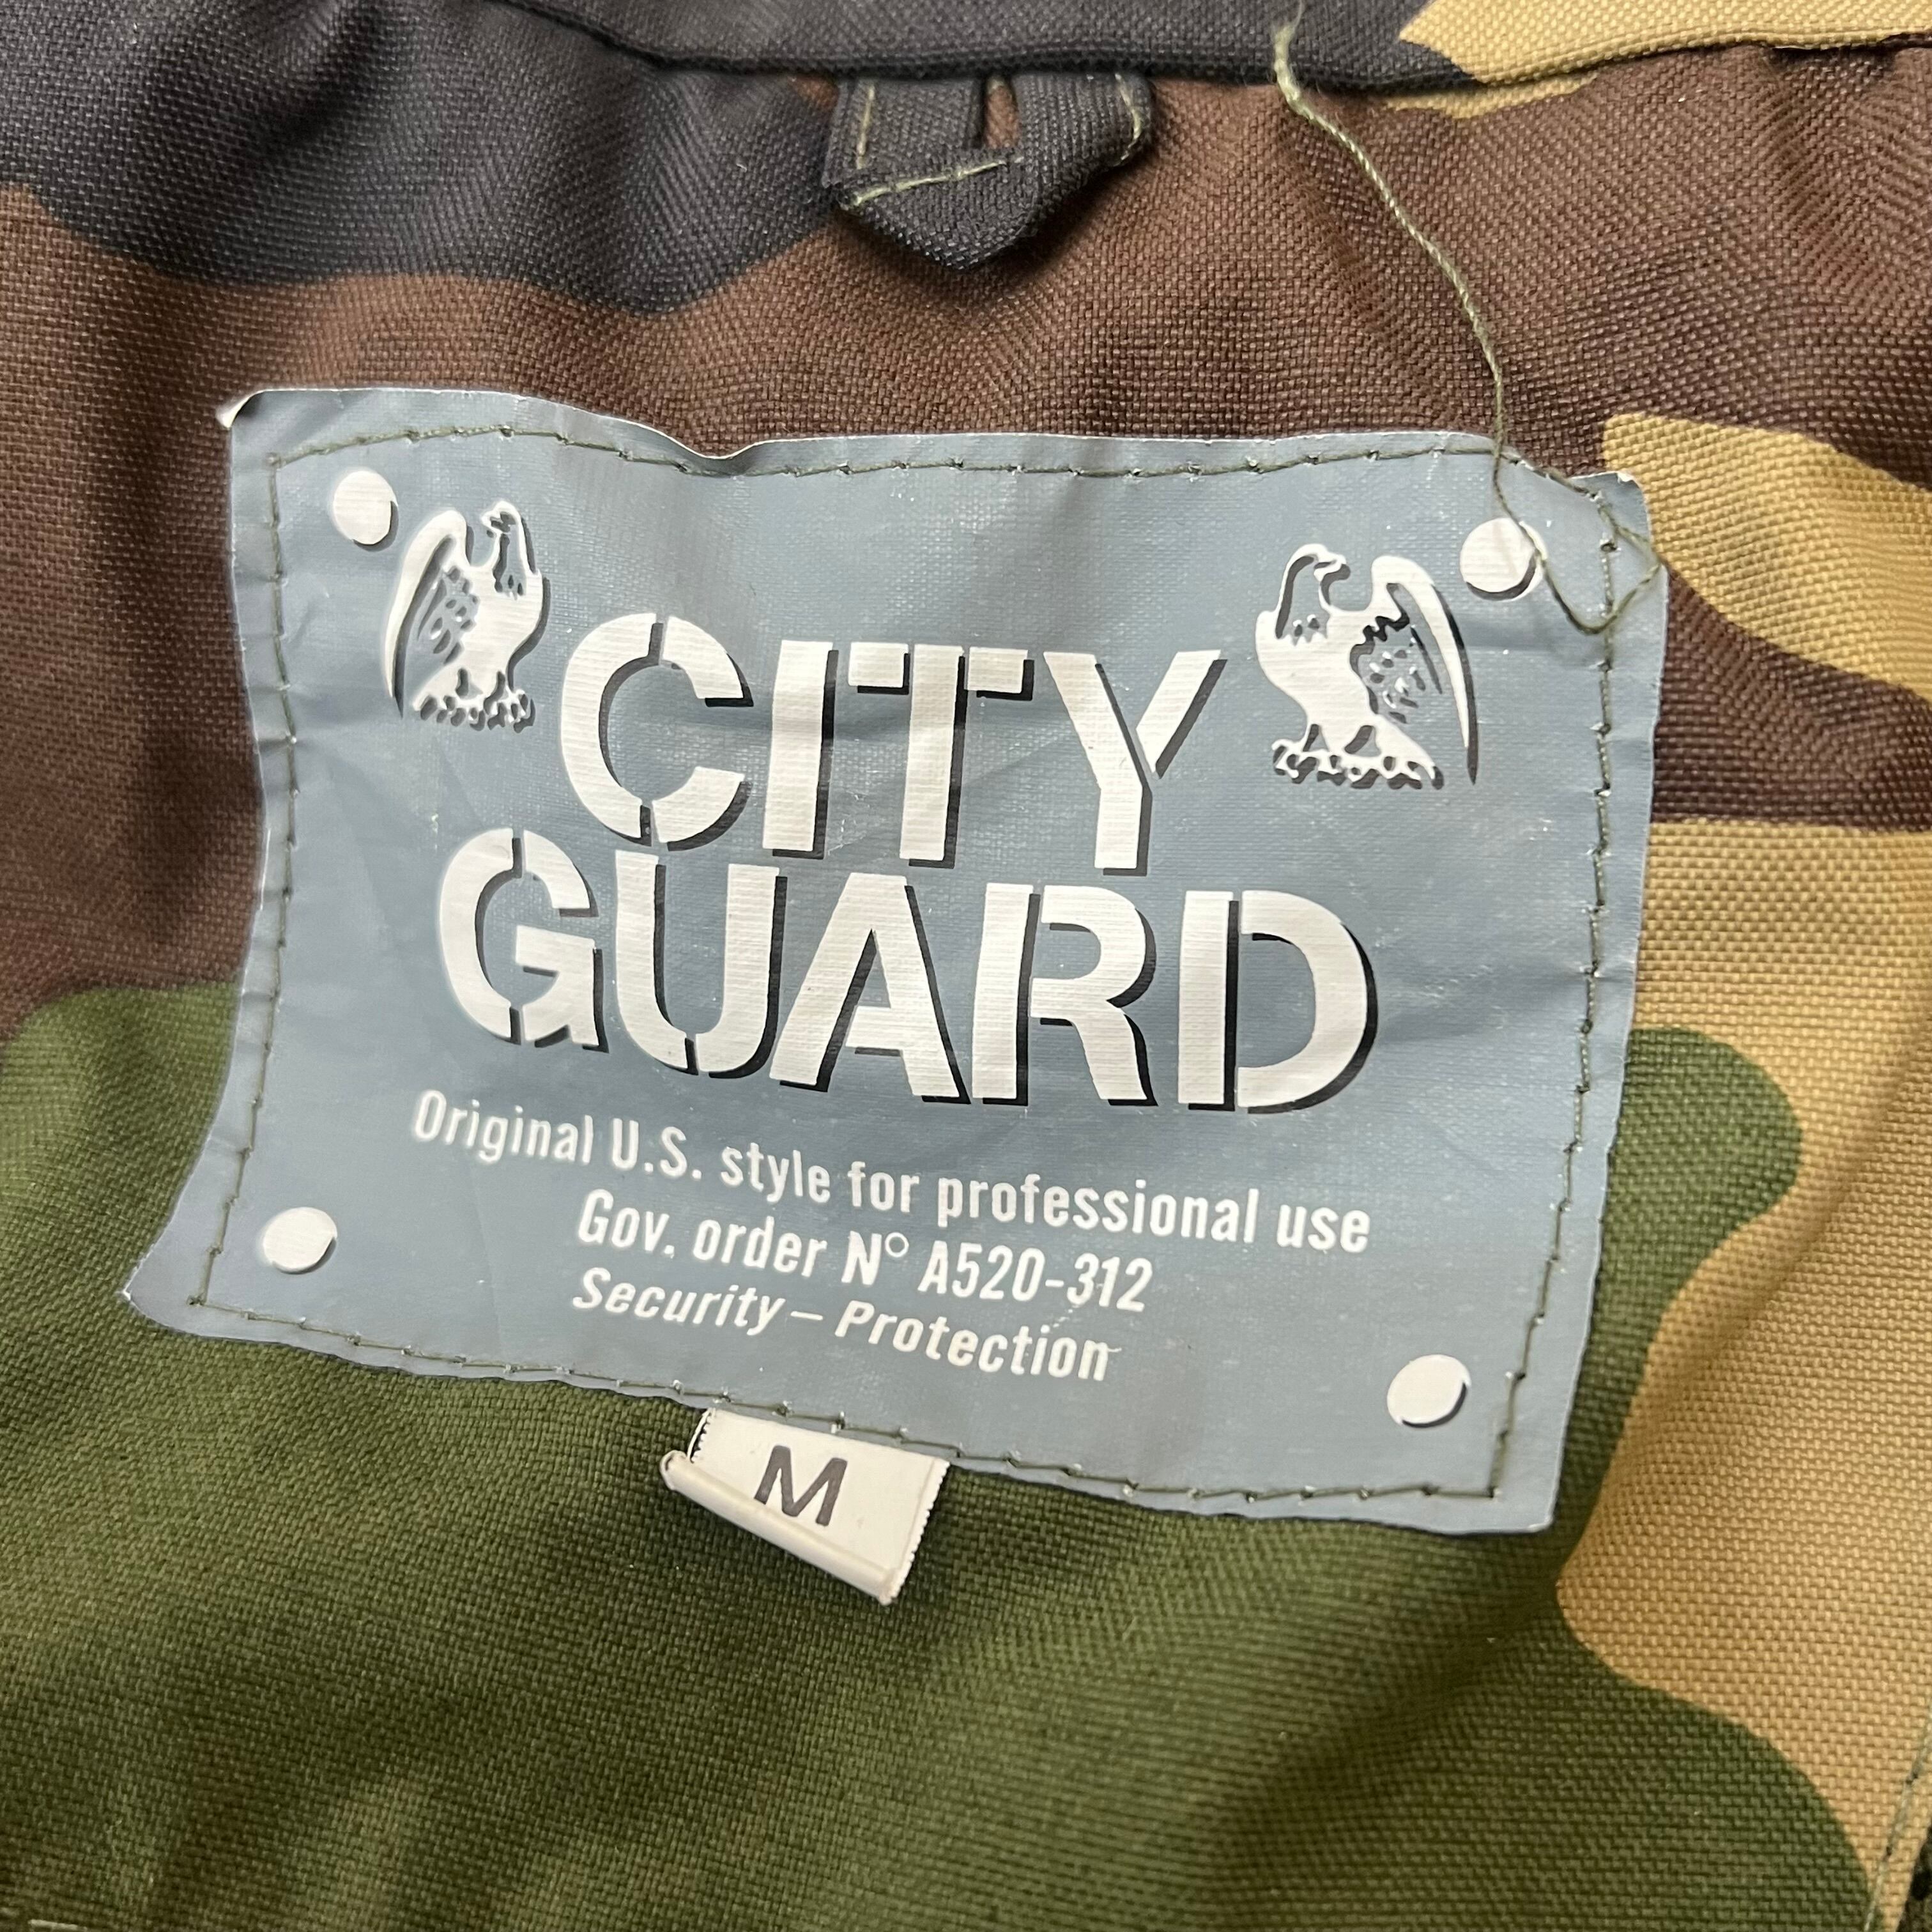 CITY
GUARD
Original U.S. style for professional use
Gov. order N° A520-312
Security – Protection
M